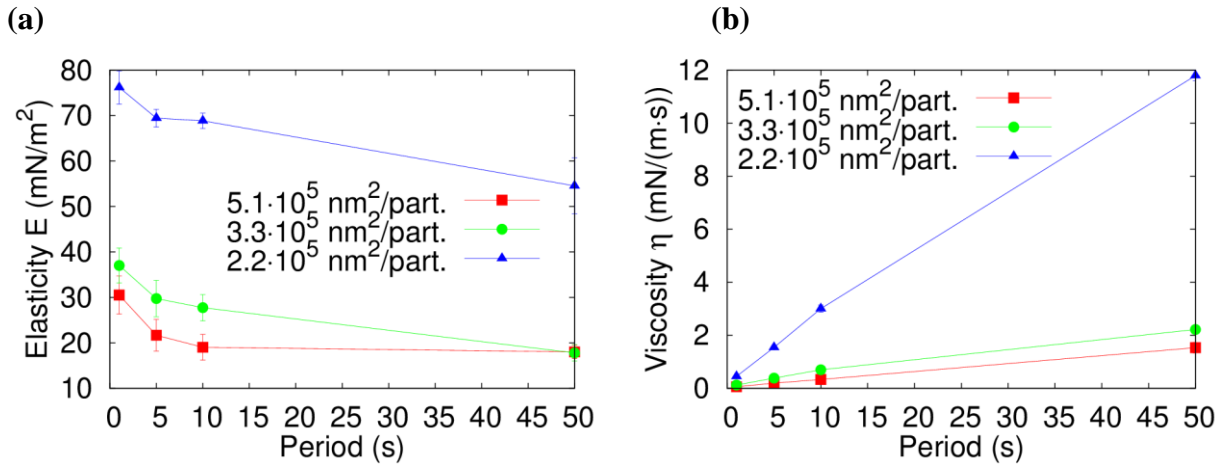 (a)
(b)
Elasticity E (mN/m²)
80
70
60
50
40
30
20
10
5.1·10⁵ nm²/part.
3.3·10⁵ nm²/part.
2.2·10⁵ nm²/part.
0 5 10 15 20 25 30 35 40 45 50
Period (s)
Viscosity η (mN/(m·s))
12
10
8
6
4
2
0
5.1·10⁵ nm²/part.
3.3·10⁵ nm²/part.
2.2·10⁵ nm²/part.
0 5 10 15 20 25 30 35 40 45 50
Period (s)